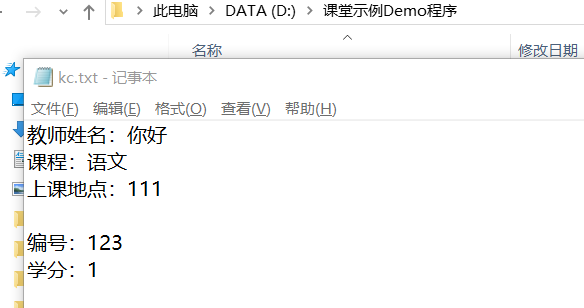 此电脑 > DATA (D:) > 课堂示例Demo程序
名称 修改日期
kc.txt - 记事本
文件(F) 编辑(E) 格式(O) 查看(V) 帮助(H)
教师姓名：你好
课程：语文
上课地点：111
编号：123
学分：1